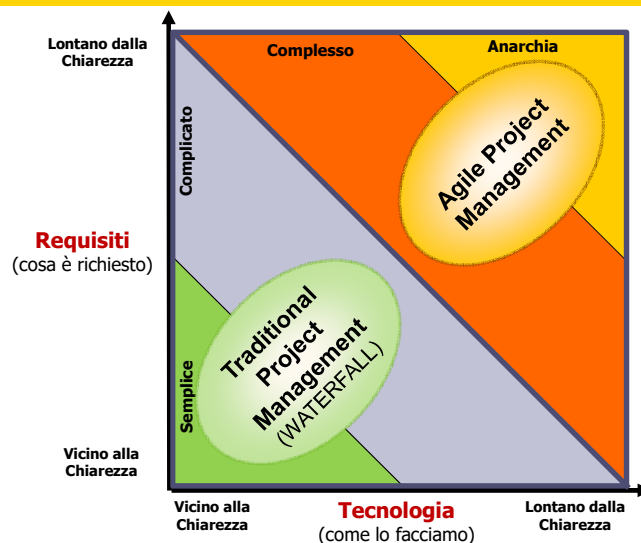 Lontano dalla
Chiarezza
Complesso
Anarchia
Complicato
Agile Project
Management
Requisiti
(cosa è richiesto)
Traditional
Project
Management
(WATERFALL)
Semplice
Vicino alla
Chiarezza
Vicino alla
Chiarezza
Tecnologia
(come lo facciamo)
Lontano dalla
Chiarezza